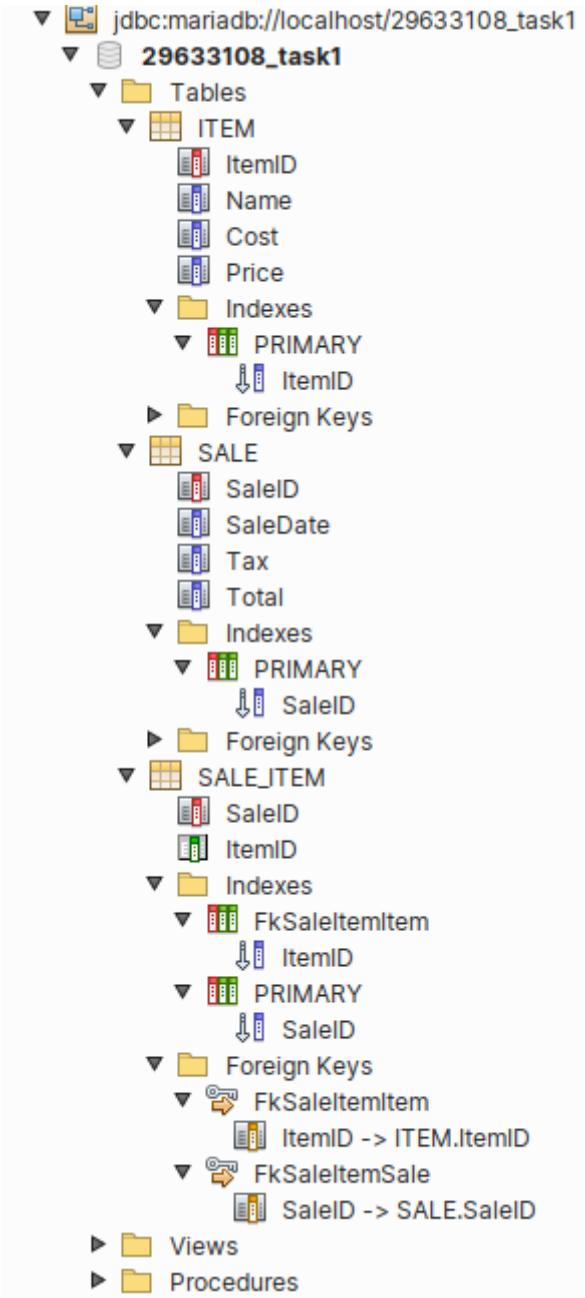 jdbc:mariadb://localhost/29633108_task1
29633108_task1
Tables
ITEM
ItemID
Name
Cost
Price
Indexes
PRIMARY
ItemID
Foreign Keys
SALE
SaleID
SaleDate
Tax
Total
Indexes
PRIMARY
SaleID
Foreign Keys
SALE_ITEM
SaleID
ItemID
Indexes
FkSaleItemItem
ItemID
PRIMARY
SaleID
Foreign Keys
FkSaleItemItem
ItemID -> ITEM.ItemID
FkSaleItemSale
SaleID -> SALE.SaleID
Views
Procedures